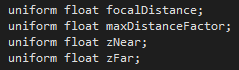 uniform float focalDistance;
uniform float maxDistanceFactor;
uniform float zNear;
uniform float zFar;